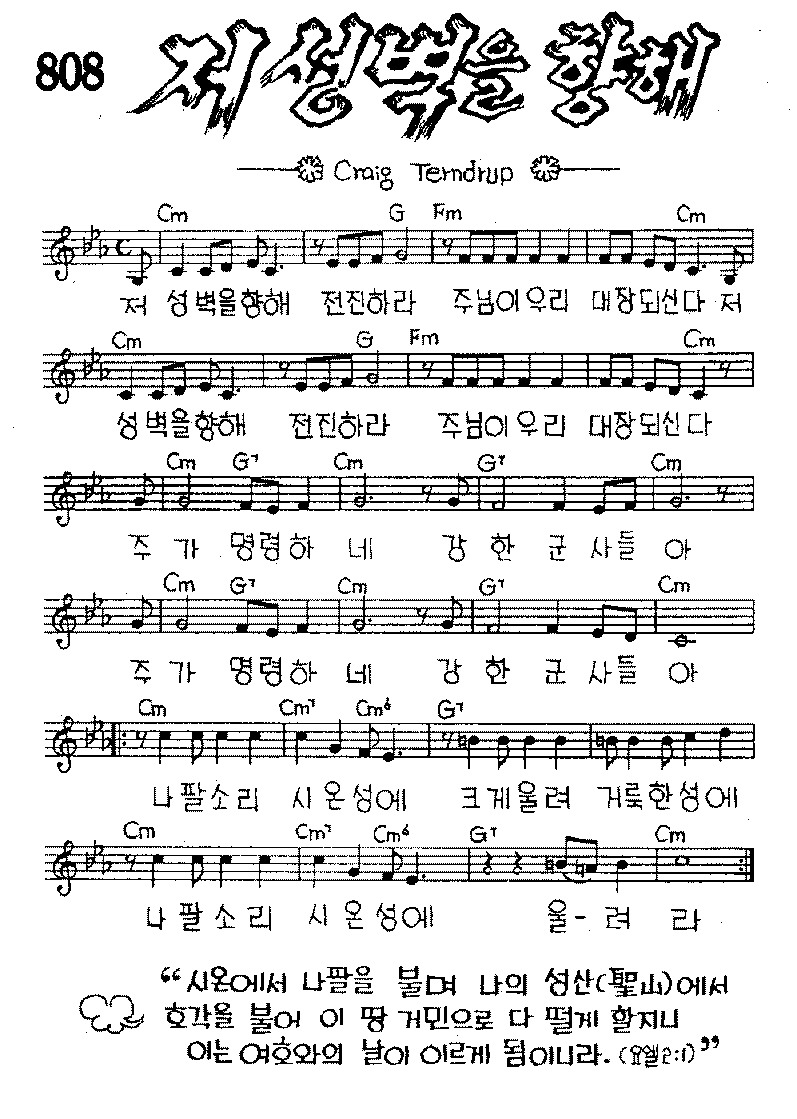 808 저 성벽을 향해
Craig Terndrup
Cm G Fm Cm
저 성벽을향해 전진하라 주님이우리 대장되신다 저
Cm G Fm Cm
성벽을향해 전진하라 주님이우리 대장되신다
Cm G7 Cm G7 Cm
주가 명령하네 강한군사들아
Cm G7 Cm G7 Cm
주가 명령하네 강한군사들아
Cm Cm7 Cm6 G7
나팔소리 시온성에 크게울려 거룩한성에
Cm Cm7 Cm6 G7 Cm
나팔소리 시온성에 울-려라
“시온에서 나팔을 불며 나의 성산(聖山)에서
호각을 불어 이 땅 거민으로 다 떨게 할지니
이는 여호와의 날이 이르게 됨이니라. (요엘2:1)”